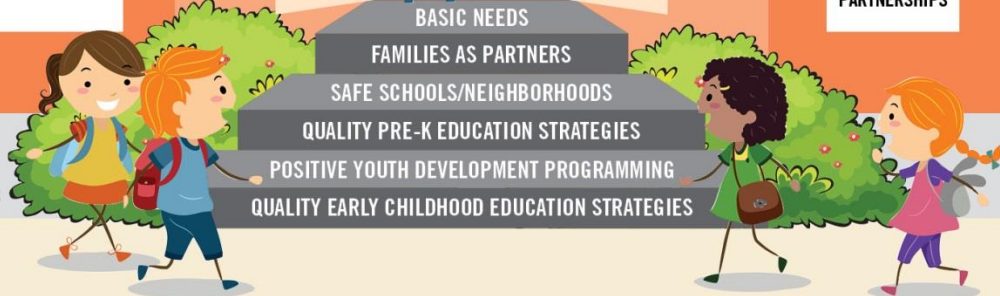 PARTNERSHIPS
BASIC NEEDS
FAMILIES AS PARTNERS
SAFE SCHOOLS/NEIGHBORHOODS
QUALITY PRE-K EDUCATION STRATEGIES
POSITIVE YOUTH DEVELOPMENT PROGRAMMING
QUALITY EARLY CHILDHOOD EDUCATION STRATEGIES